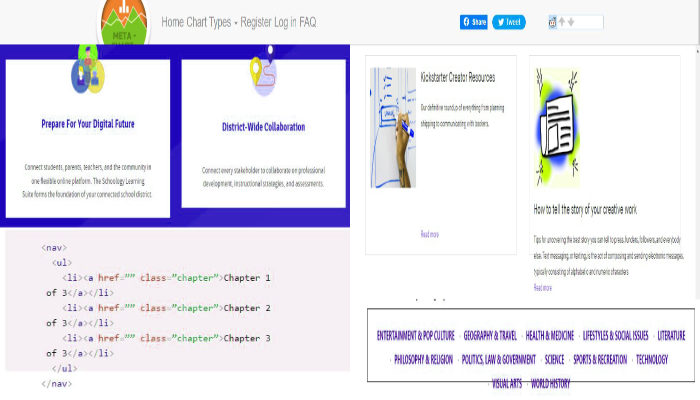 META -
Home Chart Types Register Log in FAQ
Share
Tweet
Prepare For Your Digital Future
Connect students, parents, teachers, and the community in
one flexible online platform. The Schoology Learning
Suite forms the foundation of your connected school district.
District-Wide Collaboration
Connect every stakeholder to collaborate on professional
development, instructional strategies, and assessments.
Kickstarter Creator Resources
Our definitive roundup of everything from planning
shipping to communicating with backers.
Read more
How to tell the story of your creative work
Tips for uncovering the best story you can tell to press, funders, followers, and everybody
else. Text messaging, or texting, is the act of composing and sending electronic messages,
typically consisting of alphabetic and numeric characters
Read more
<nav>
<ul>
<li><a href="" class="chapter">Chapter 1
of 3</a></li>
<li><a href="" class="chapter">Chapter 2
of 3</a></li>
<li><a href="" class="chapter">Chapter 3
of 3</a></li>
</ul>
</nav>
ENTERTAINMENT & POP CULTURE · GEOGRAPHY & TRAVEL · HEALTH & MEDICINE · LIFESTYLES & SOCIAL ISSUES · LITERATURE
· PHILOSOPHY & RELIGION · POLITICS, LAW & GOVERNMENT · SCIENCE · SPORTS & RECREATION · TECHNOLOGY
· VISUAL ARTS · WORLD HISTORY